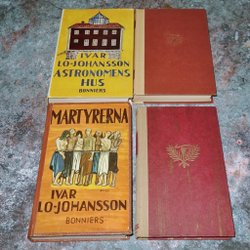 IVAR
LO-JOHANSSON
ASTRONOMENS
HUS
BONNIERS
MARTYRERNA
IVAR
LO-JOHANSSON
BONNIERS